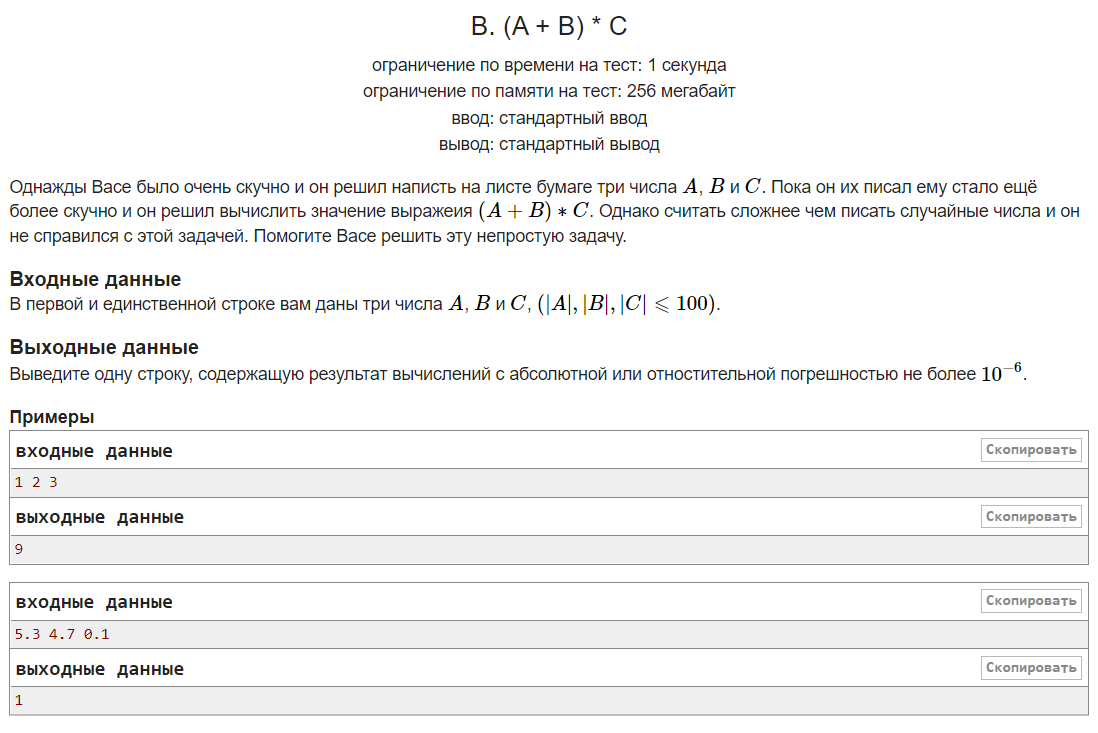 B. (A + B) * C
ограничение по времени на тест: 1 секунда
ограничение по памяти на тест: 256 мегабайт
ввод: стандартный ввод
вывод: стандартный вывод
Однажды Васе было очень скучно и он решил напиcть на листе бумаге три числа A, B и C. Пока он их писал ему стало ещё
более скучно и он решил вычислить значение выражеия (A + B) ∗ C. Однако считать сложнее чем писать случайные числа и он
не справился с этой задачей. Помогите Васе решить эту непростую задачу.
Входные данные
В первой и единственной строке вам даны три числа A, B и C, (|A|, |B|, |C| ⩽ 100).
Выходные данные
Выведите одну строку, содержащую результат вычислений с абсолютной или отностительной погрешностью не более 10⁻⁶.
Примеры
входные данные Скопировать
1 2 3
выходные данные Скопировать
9
входные данные Скопировать
5.3 4.7 0.1
выходные данные Скопировать
1